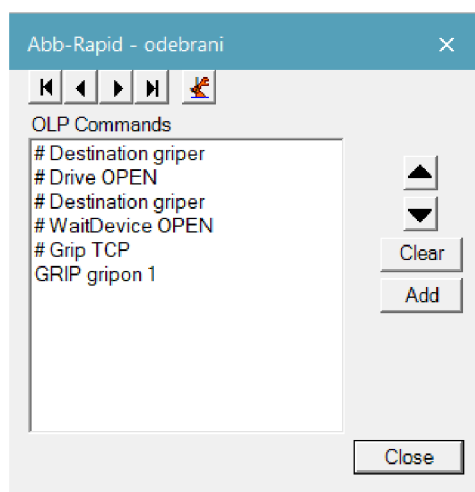 Abb-Rapid - odebrani
OLP Commands
# Destination griper
# Drive OPEN
# Destination griper
# WaitDevice OPEN
# Grip TCP
GRIP gripon 1
Clear
Add
Close